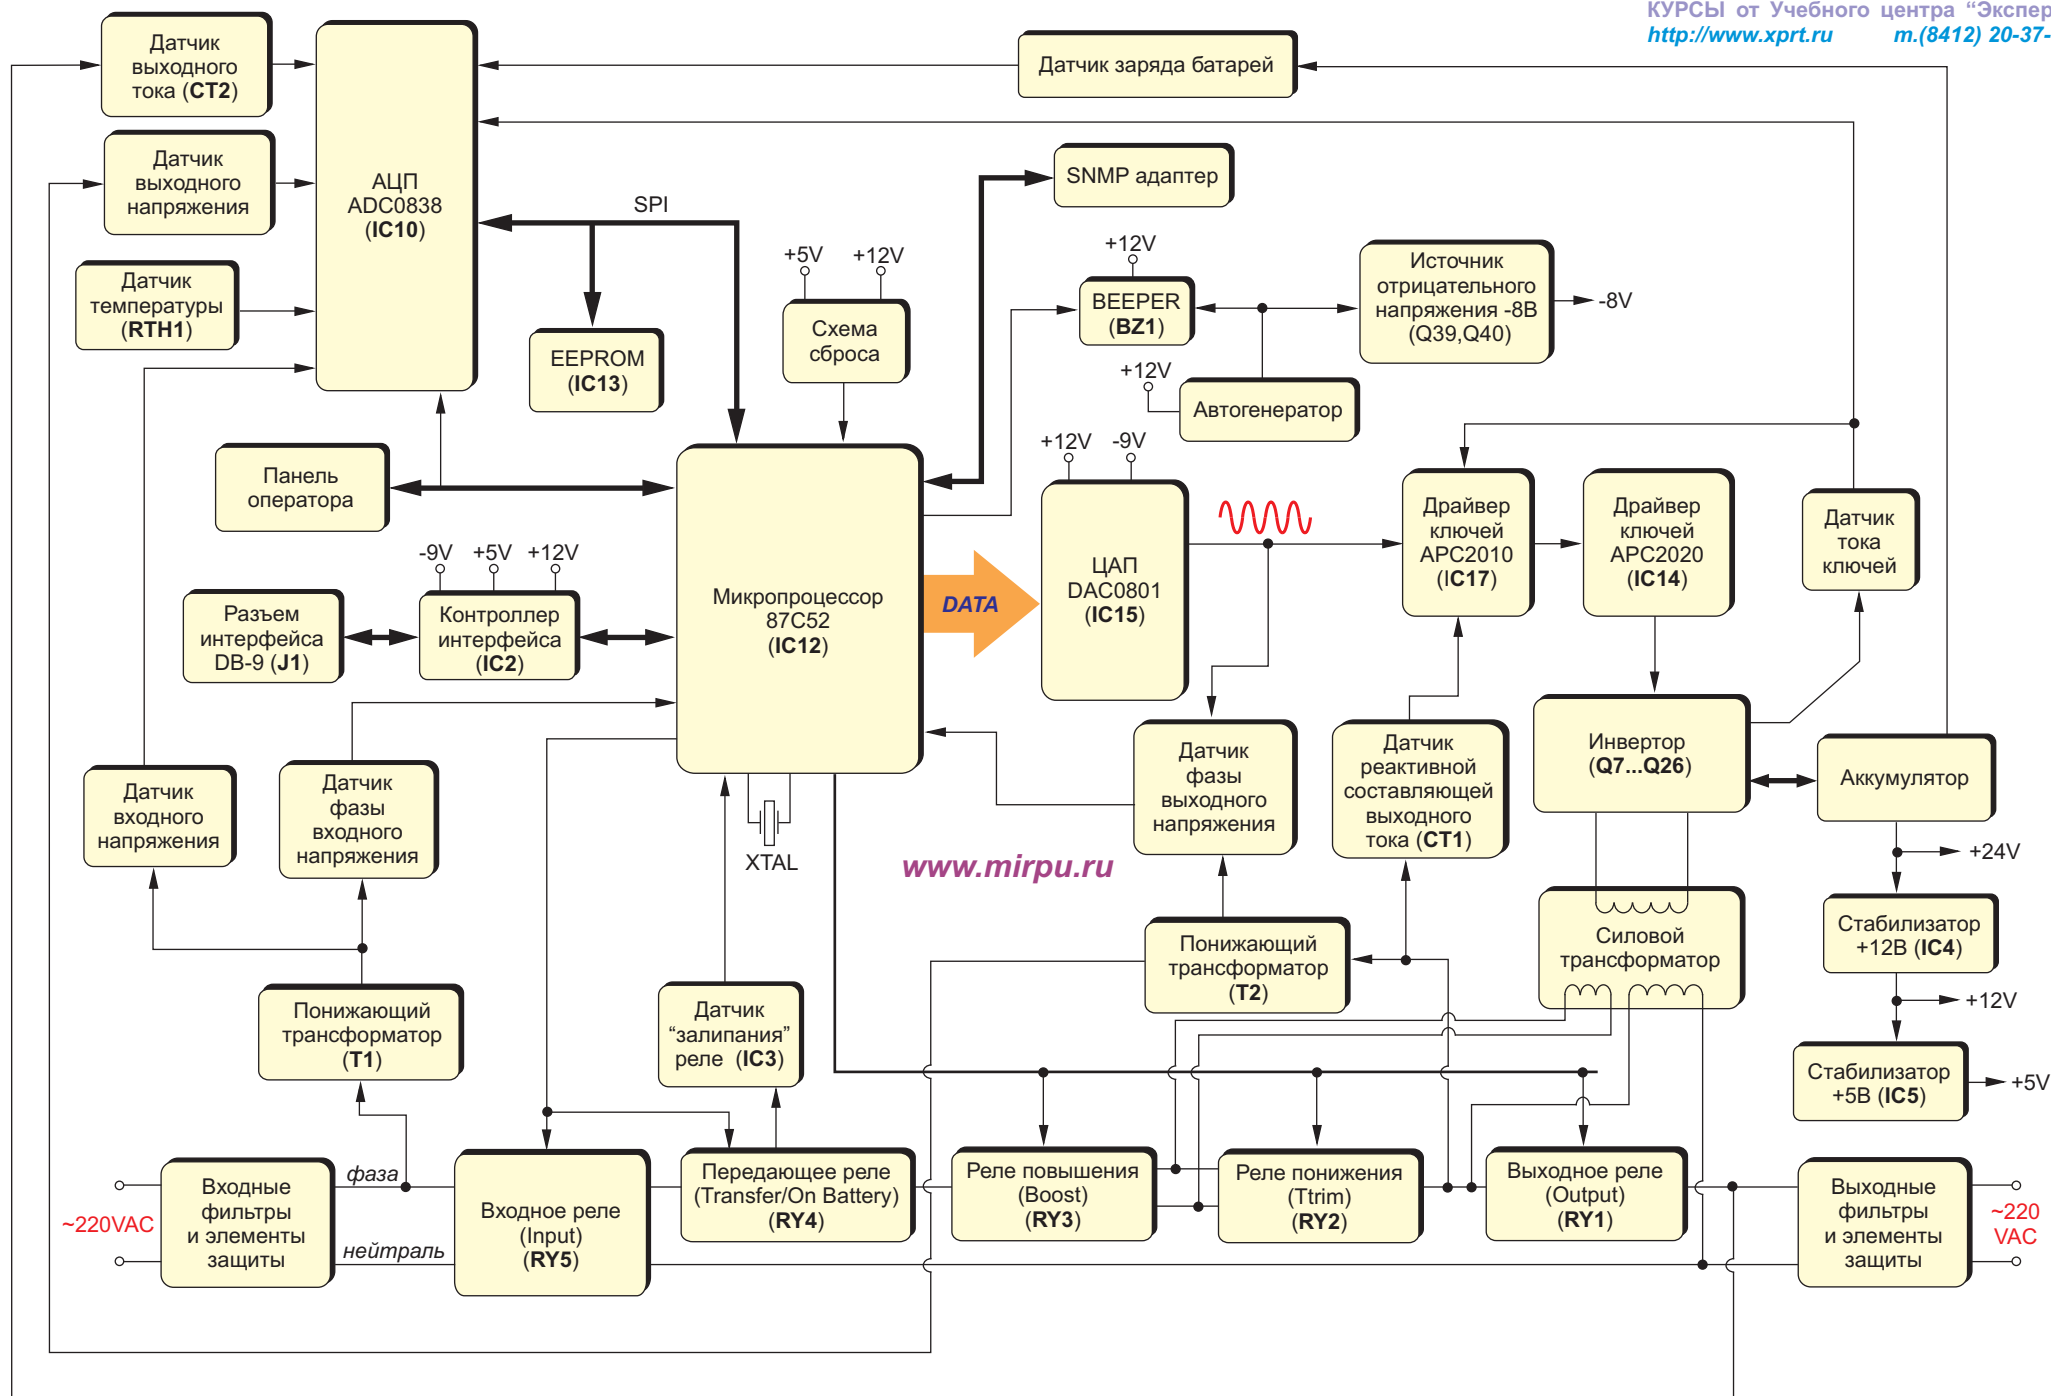 КУРСЫ от Учебного центра “Экспер
http://www.xprt.ru т.(8412) 20-37-
Датчик
выходного
тока (CT2)
Датчик
выходного
напряжения
Датчик
температуры
(RTH1)
АЦП
ADC0838
(IC10)
Датчик заряда батарей
SPI
SNMP адаптер
EEPROM
(IC13)
+5V
+12V
Схема
сброса
+12V
BEEPER
(BZ1)
Источник
отрицательного
напряжения -8В
(Q39,Q40)
-8V
+12V
Автогенератор
Панель
оператора
-9V
+5V
+12V
Разъем
интерфейса
DB-9 (J1)
Контроллер
интерфейса
(IC2)
Микропроцессор
87C52
(IC12)
DATA
+12V
-9V
ЦАП
DAC0801
(IC15)
Драйвер
ключей
APC2010
(IC17)
Драйвер
ключей
APC2020
(IC14)
Датчик
тока
ключей
Датчик
входного
напряжения
Датчик
фазы
входного
напряжения
XTAL
www.mirpu.ru
Датчик
фазы
выходного
напряжения
Датчик
реактивной
составляющей
выходного
тока (CT1)
Инвертор
(Q7...Q26)
Аккумулятор
+24V
Стабилизатор
+12В (IC4)
+12V
Стабилизатор
+5В (IC5)
+5V
Силовой
трансформатор
Понижающий
трансформатор
(T2)
Понижающий
трансформатор
(T1)
Датчик
“залипания”
реле (IC3)
~220VAC
Входные
фильтры
и элементы
защиты
фаза
нейтраль
Входное реле
(Input)
(RY5)
Передающее реле
(Transfer/On Battery)
(RY4)
Реле повышения
(Boost)
(RY3)
Реле понижения
(Ttrim)
(RY2)
Выходное реле
(Output)
(RY1)
Выходные
фильтры
и элементы
защиты
~220
VAC